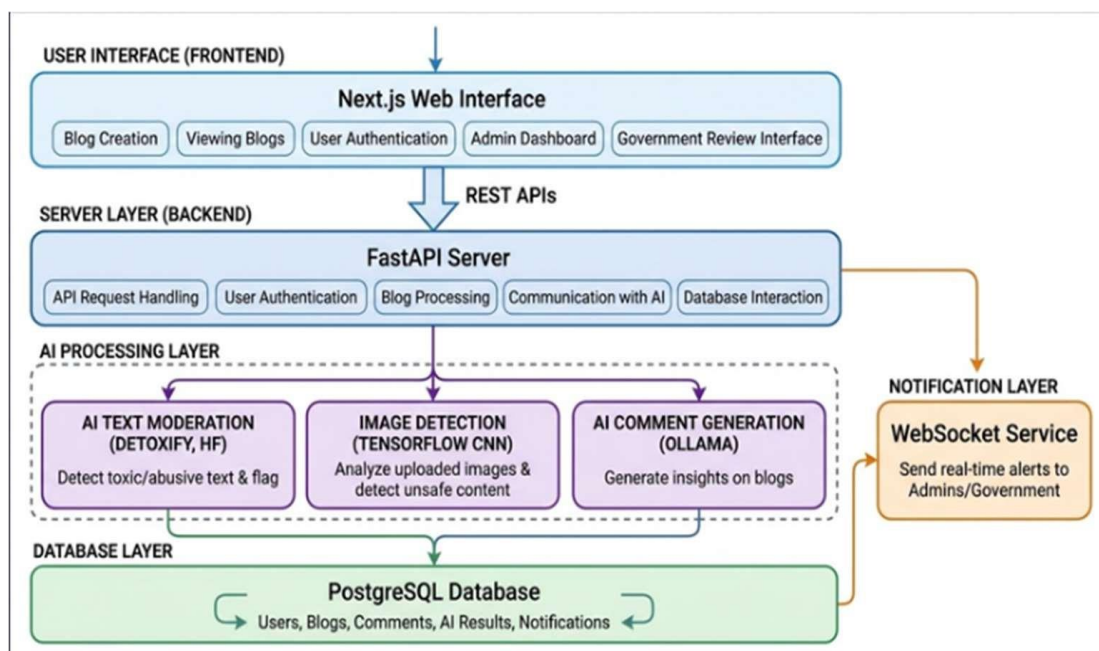 USER INTERFACE (FRONTEND)
Next.js Web Interface
Blog Creation
Viewing Blogs
User Authentication
Admin Dashboard
Government Review Interface
REST APIs
SERVER LAYER (BACKEND)
FastAPI Server
API Request Handling
User Authentication
Blog Processing
Communication with AI
Database Interaction
AI PROCESSING LAYER
AI TEXT MODERATION
(DETOXIFY, HF)
Detect toxic/abusive text & flag
IMAGE DETECTION
(TENSORFLOW CNN)
Analyze uploaded images &
detect unsafe content
AI COMMENT GENERATION
(OLLAMA)
Generate insights on blogs
NOTIFICATION LAYER
WebSocket Service
Send real-time alerts to
Admins/Government
DATABASE LAYER
PostgreSQL Database
Users, Blogs, Comments, AI Results, Notifications